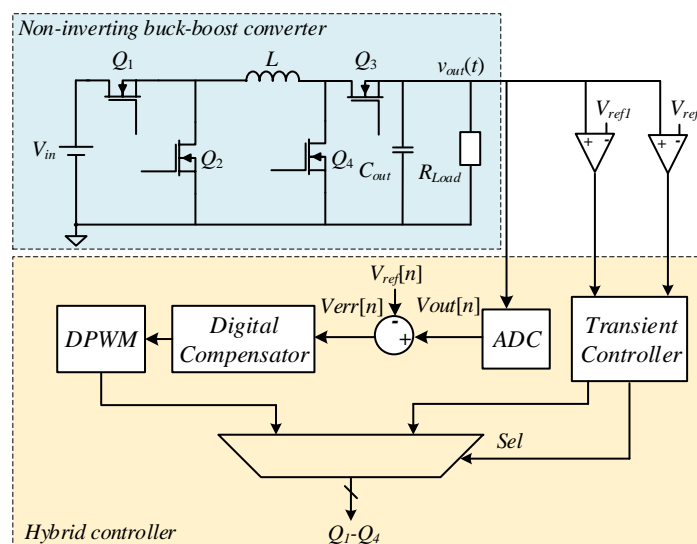 Non-inverting buck-boost converter
Q1
L
Q3
vout(t)
Vref1
Vref
Vin
Q2
Q4
Cout
RLoad
+
-
+
-
Vref[n]
Verr[n]
Vout[n]
-
+
DPWM
Digital
Compensator
ADC
Transient
Controller
Sel
Hybrid controller
Q1-Q4